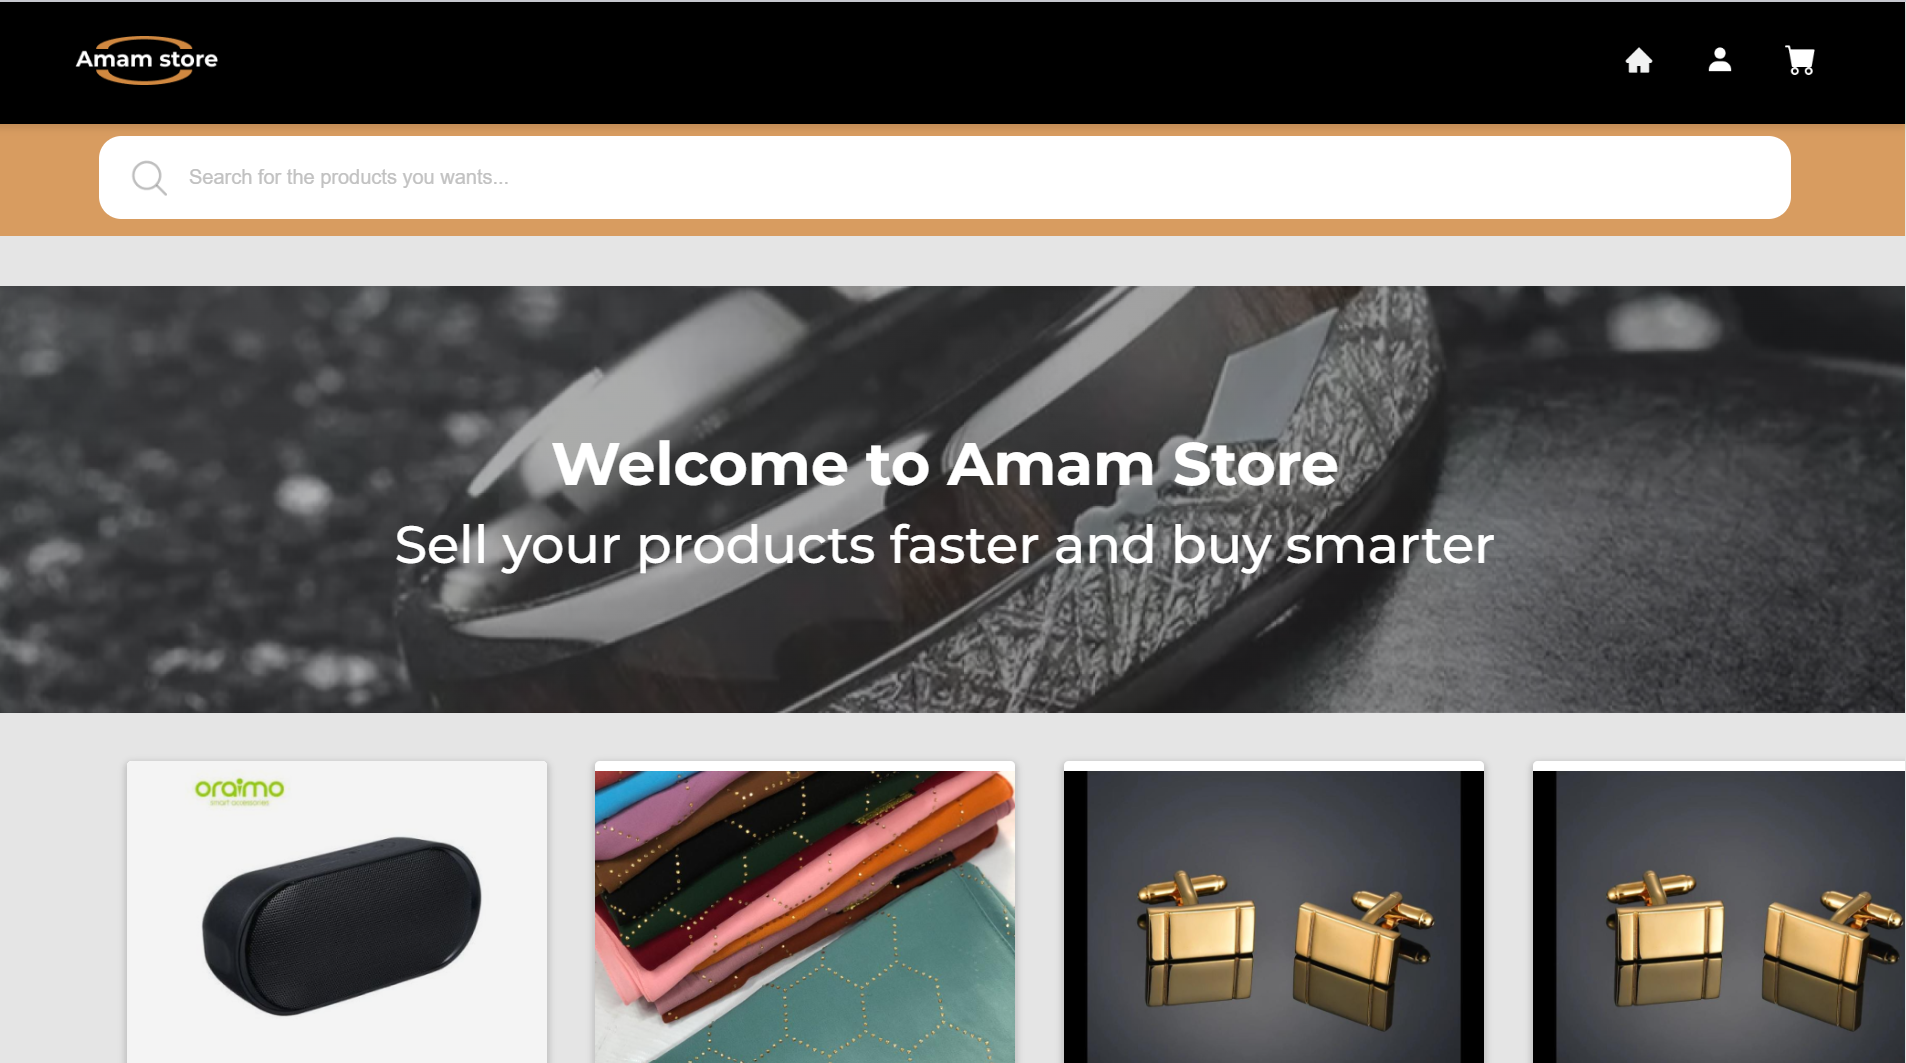 Amam store
Search for the products you wants...
Welcome to Amam Store
Sell your products faster and buy smarter
oraimo
smart accessories